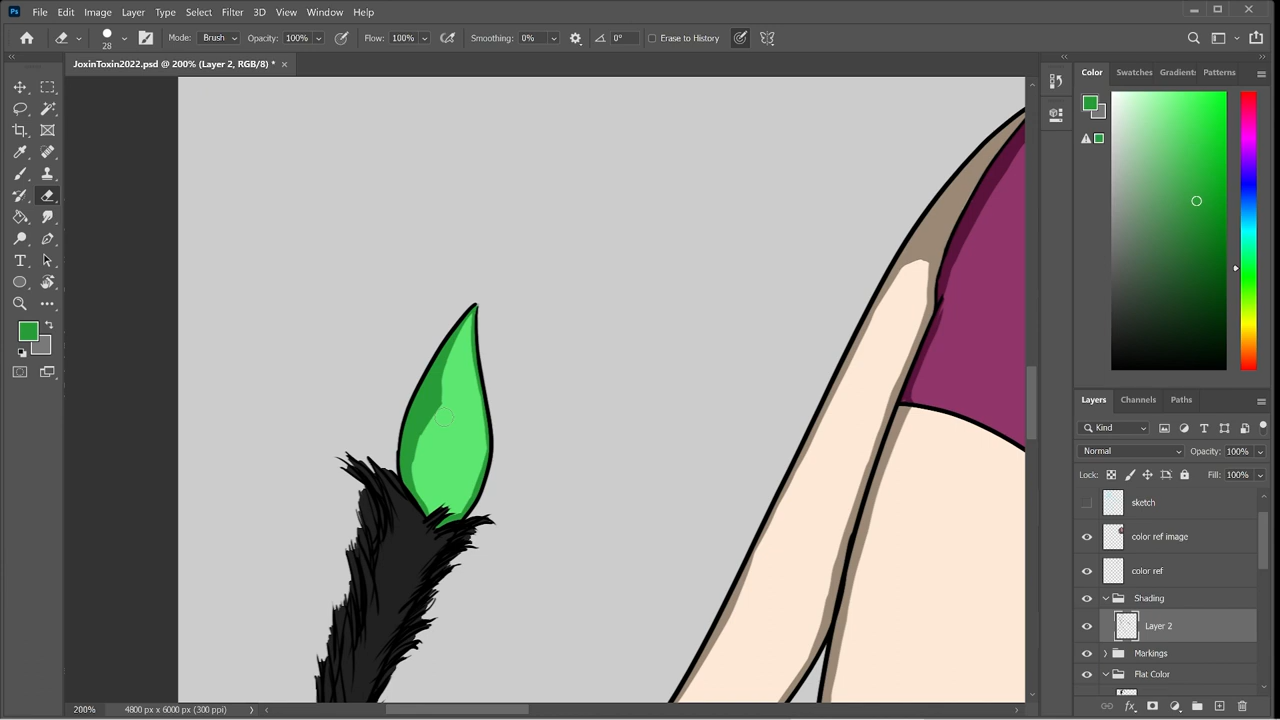 Ps File Edit Image Layer Type Select Filter 3D View Window Help
28 Mode: Brush Opacity: 100% Flow: 100% Smoothing: 0% 0° Erase to History
JoxinToxin2022.psd @ 200% (Layer 2, RGB/8) *
Color Swatches Gradient: Patterns
Layers Channels Paths
Kind
Normal Opacity: 100%
Lock: Fill: 100%
sketch
color ref image
color ref
Shading
Layer 2
Markings
Flat Color
200% 4800 px x 6000 px (300 ppi)